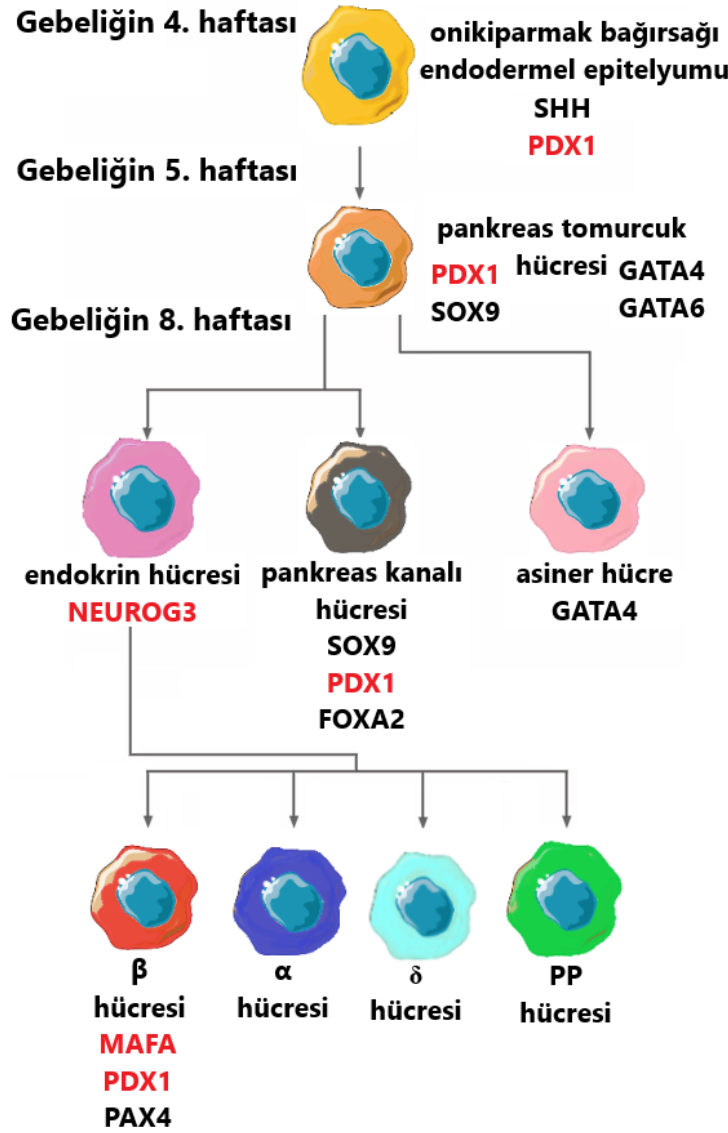 Gebeliğin 4. haftası
onikiparmak bağırsağı
endodermel epitelyumu
SHH
PDX1
Gebeliğin 5. haftası
pankreas tomurcuk
hücresi
PDX1
SOX9
GATA4
GATA6
Gebeliğin 8. haftası
endokrin hücresi
NEUROG3
pankreas kanalı
hücresi
SOX9
PDX1
FOXA2
asiner hücre
GATA4
β
hücresi
MAFA
PDX1
PAX4
α
hücresi
δ
hücresi
PP
hücresi